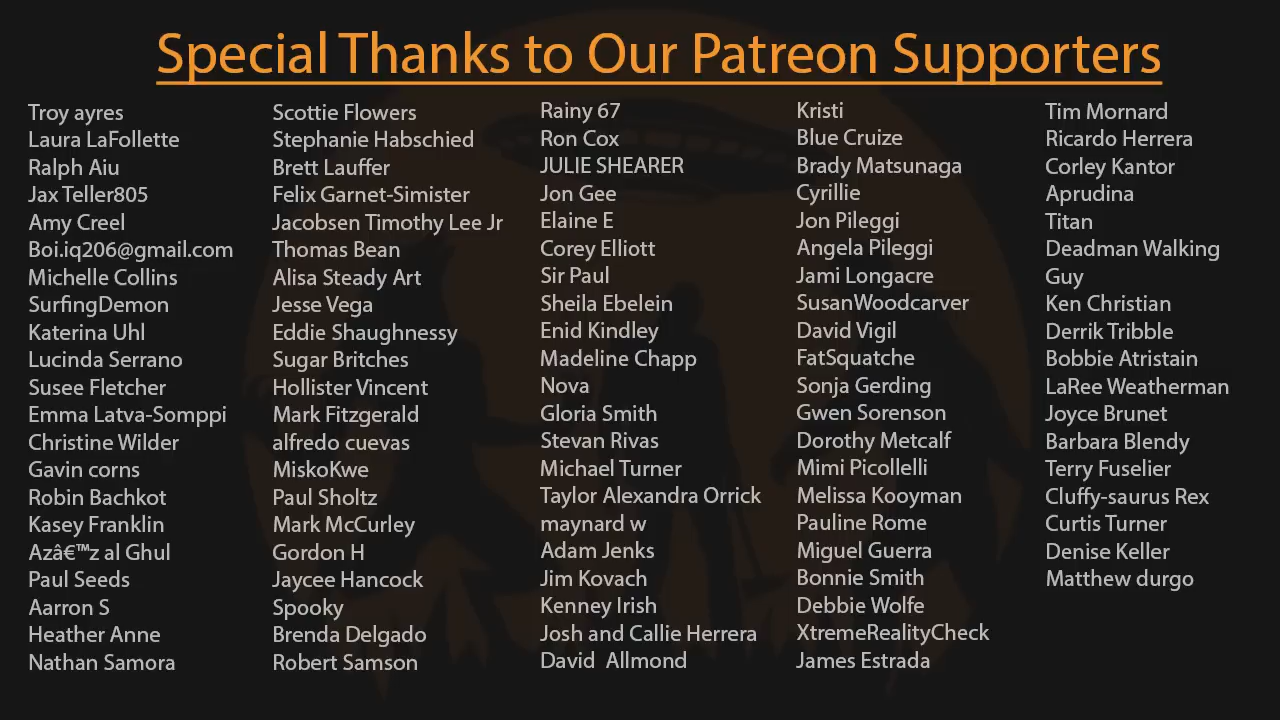 Special Thanks to Our Patreon Supporters
Troy ayres
Laura LaFollette
Ralph Aiu
Jax Teller805
Amy Creel
Boi.iq206@gmail.com
Michelle Collins
SurfingDemon
Katerina Uhl
Lucinda Serrano
Susee Fletcher
Emma Latva-Somppi
Christine Wilder
Gavin corns
Robin Bachkot
Kasey Franklin
Azâ€™z al Ghul
Paul Seeds
Aarron S
Heather Anne
Nathan Samora
Scottie Flowers
Stephanie Habschied
Brett Lauffer
Felix Garnet-Simister
Jacobsen Timothy Lee Jr
Thomas Bean
Alisa Steady Art
Jesse Vega
Eddie Shaughnessy
Sugar Britches
Hollister Vincent
Mark Fitzgerald
alfredo cuevas
MiskoKwe
Paul Sholtz
Mark McCurley
Gordon H
Jaycee Hancock
Spooky
Brenda Delgado
Robert Samson
Rainy 67
Ron Cox
JULIE SHEARER
Jon Gee
Elaine E
Corey Elliott
Sir Paul
Sheila Ebelein
Enid Kindley
Madeline Chapp
Nova
Gloria Smith
Stevan Rivas
Michael Turner
Taylor Alexandra Orrick
maynard w
Adam Jenks
Jim Kovach
Kenney Irish
Josh and Callie Herrera
David  Allmond
Kristi
Blue Cruize
Brady Matsunaga
Cyrillie
Jon Pileggi
Angela Pileggi
Jami Longacre
SusanWoodcarver
David Vigil
FatSquatche
Sonja Gerding
Gwen Sorenson
Dorothy Metcalf
Mimi Picollelli
Melissa Kooyman
Pauline Rome
Miguel Guerra
Bonnie Smith
Debbie Wolfe
XtremeRealityCheck
James Estrada
Tim Mornard
Ricardo Herrera
Corley Kantor
Aprudina
Titan
Deadman Walking
Guy
Ken Christian
Derrik Tribble
Bobbie Atristain
LaRee Weatherman
Joyce Brunet
Barbara Blendy
Terry Fuselier
Cluffy-saurus Rex
Curtis Turner
Denise Keller
Matthew durgo